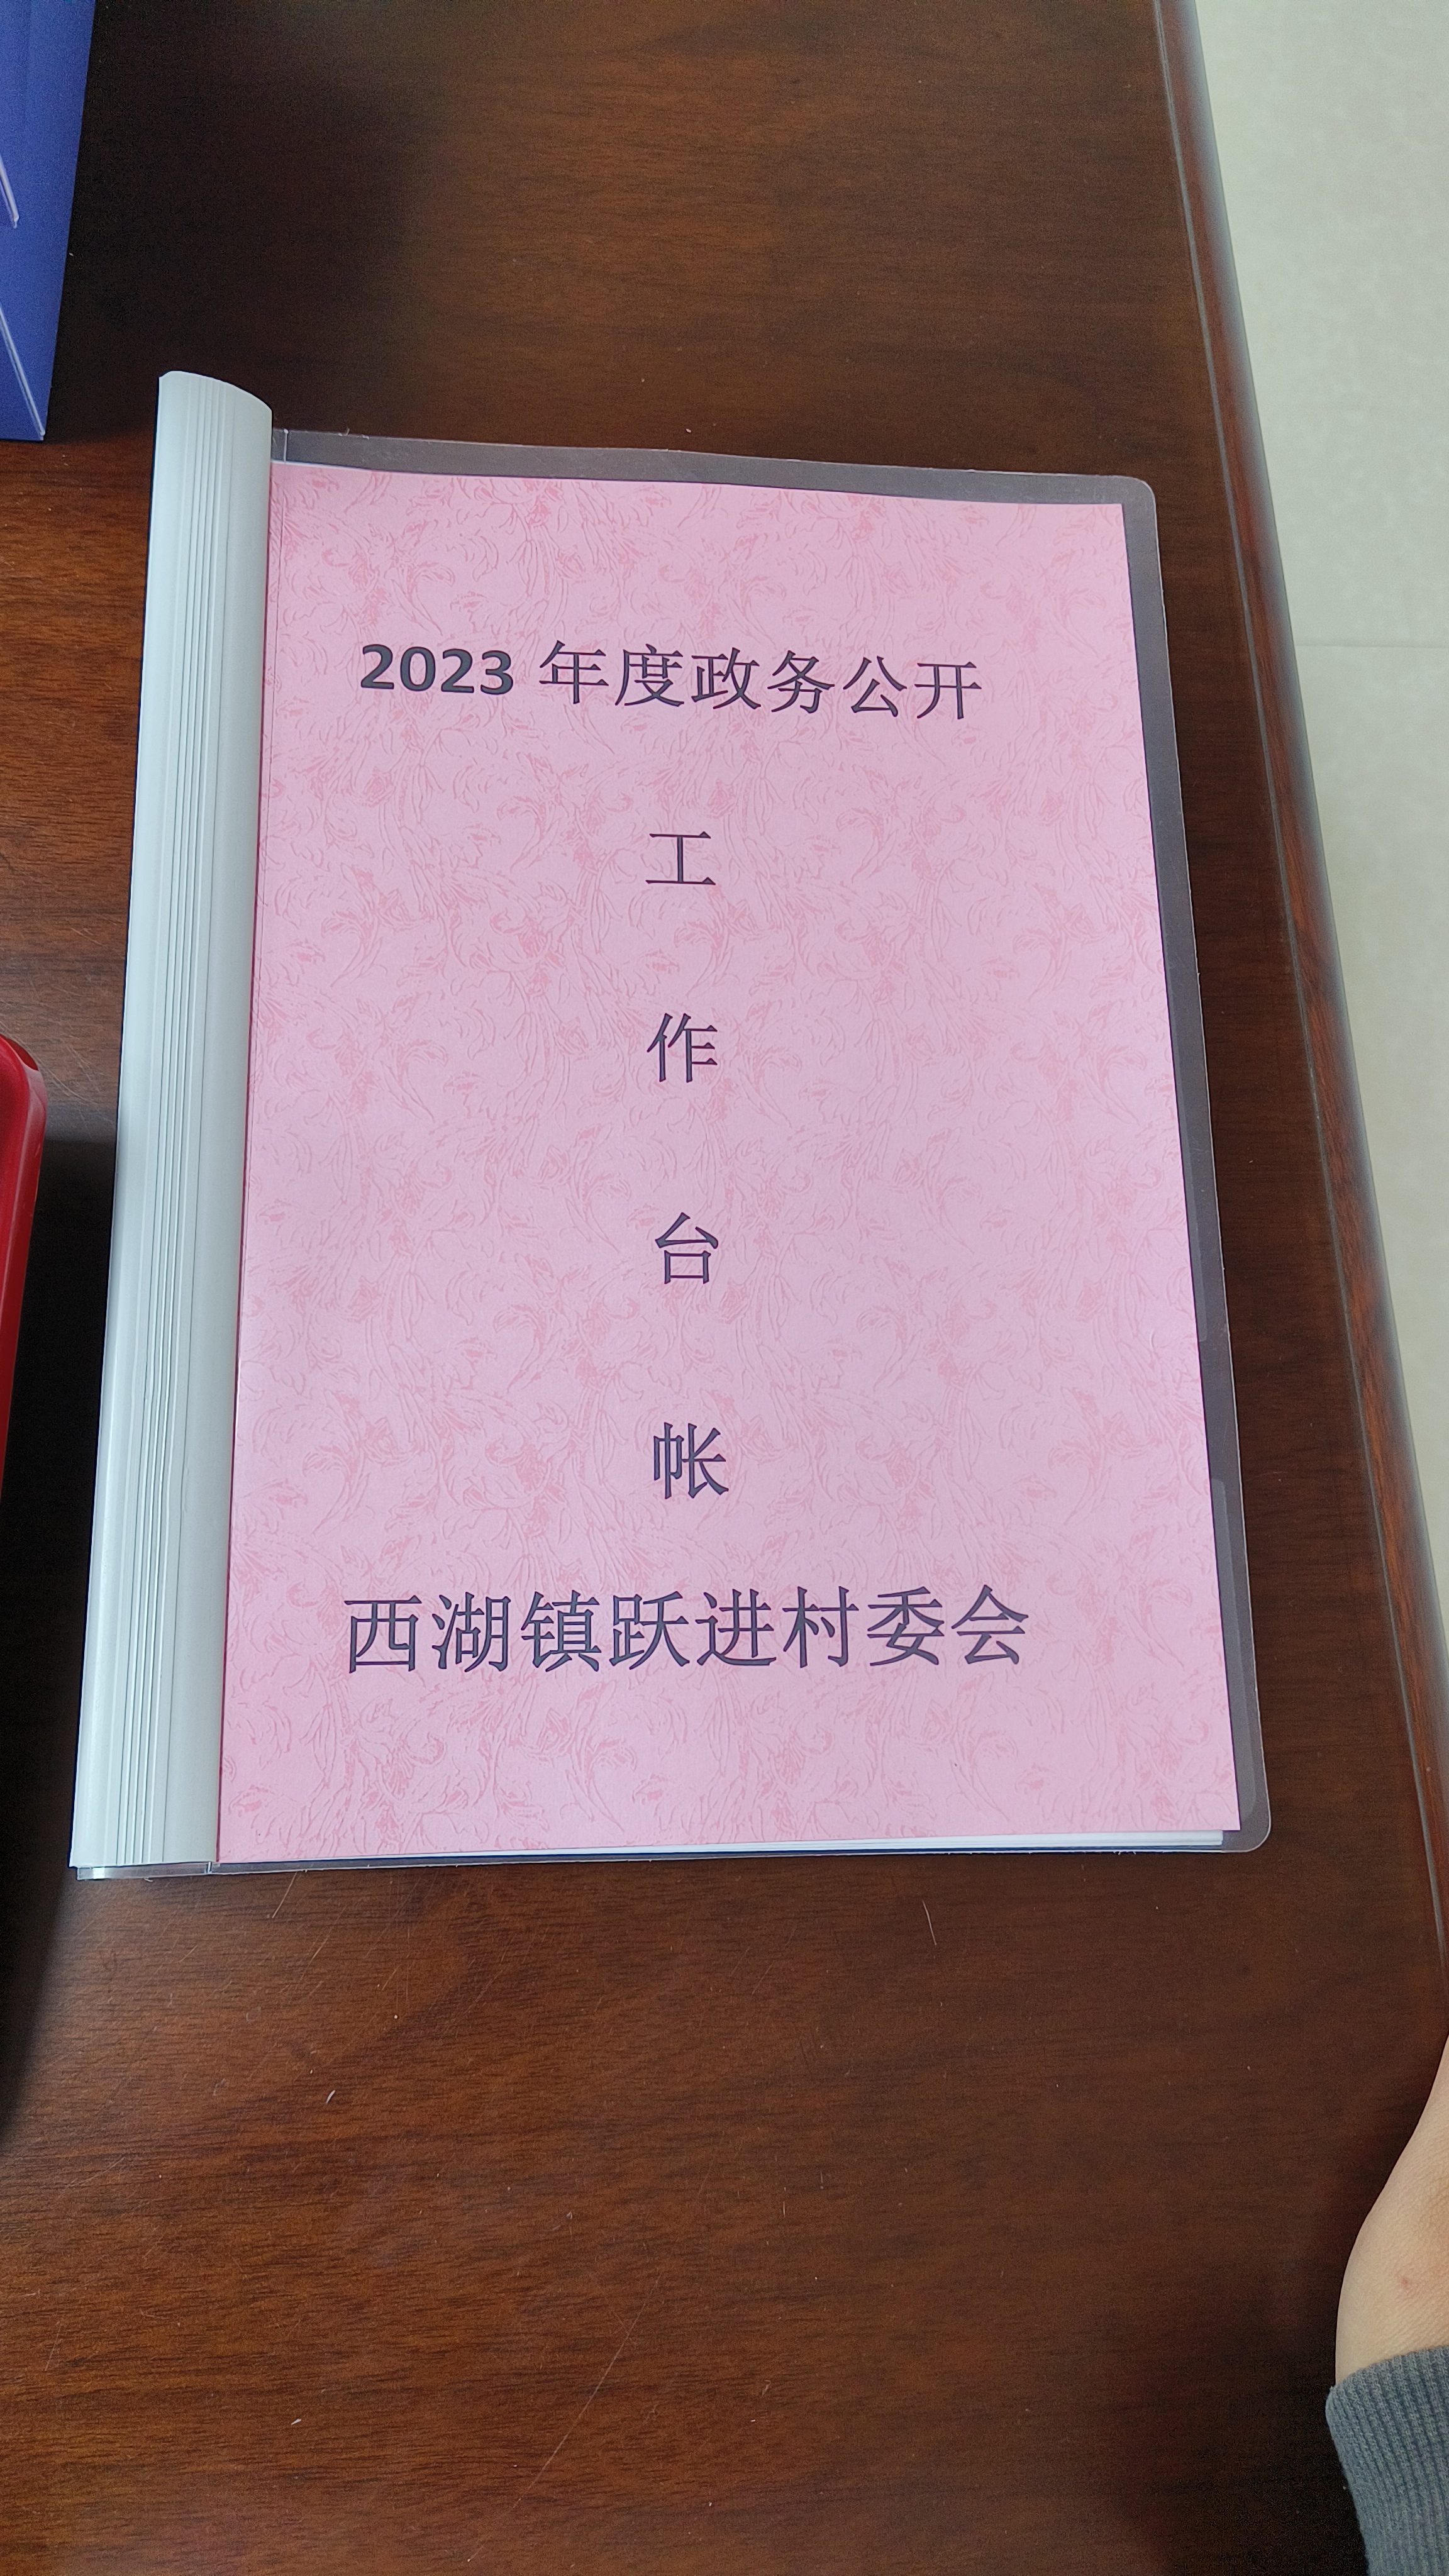 2023 年度政务公开
工
作
台
帐
西湖镇跃进村委会